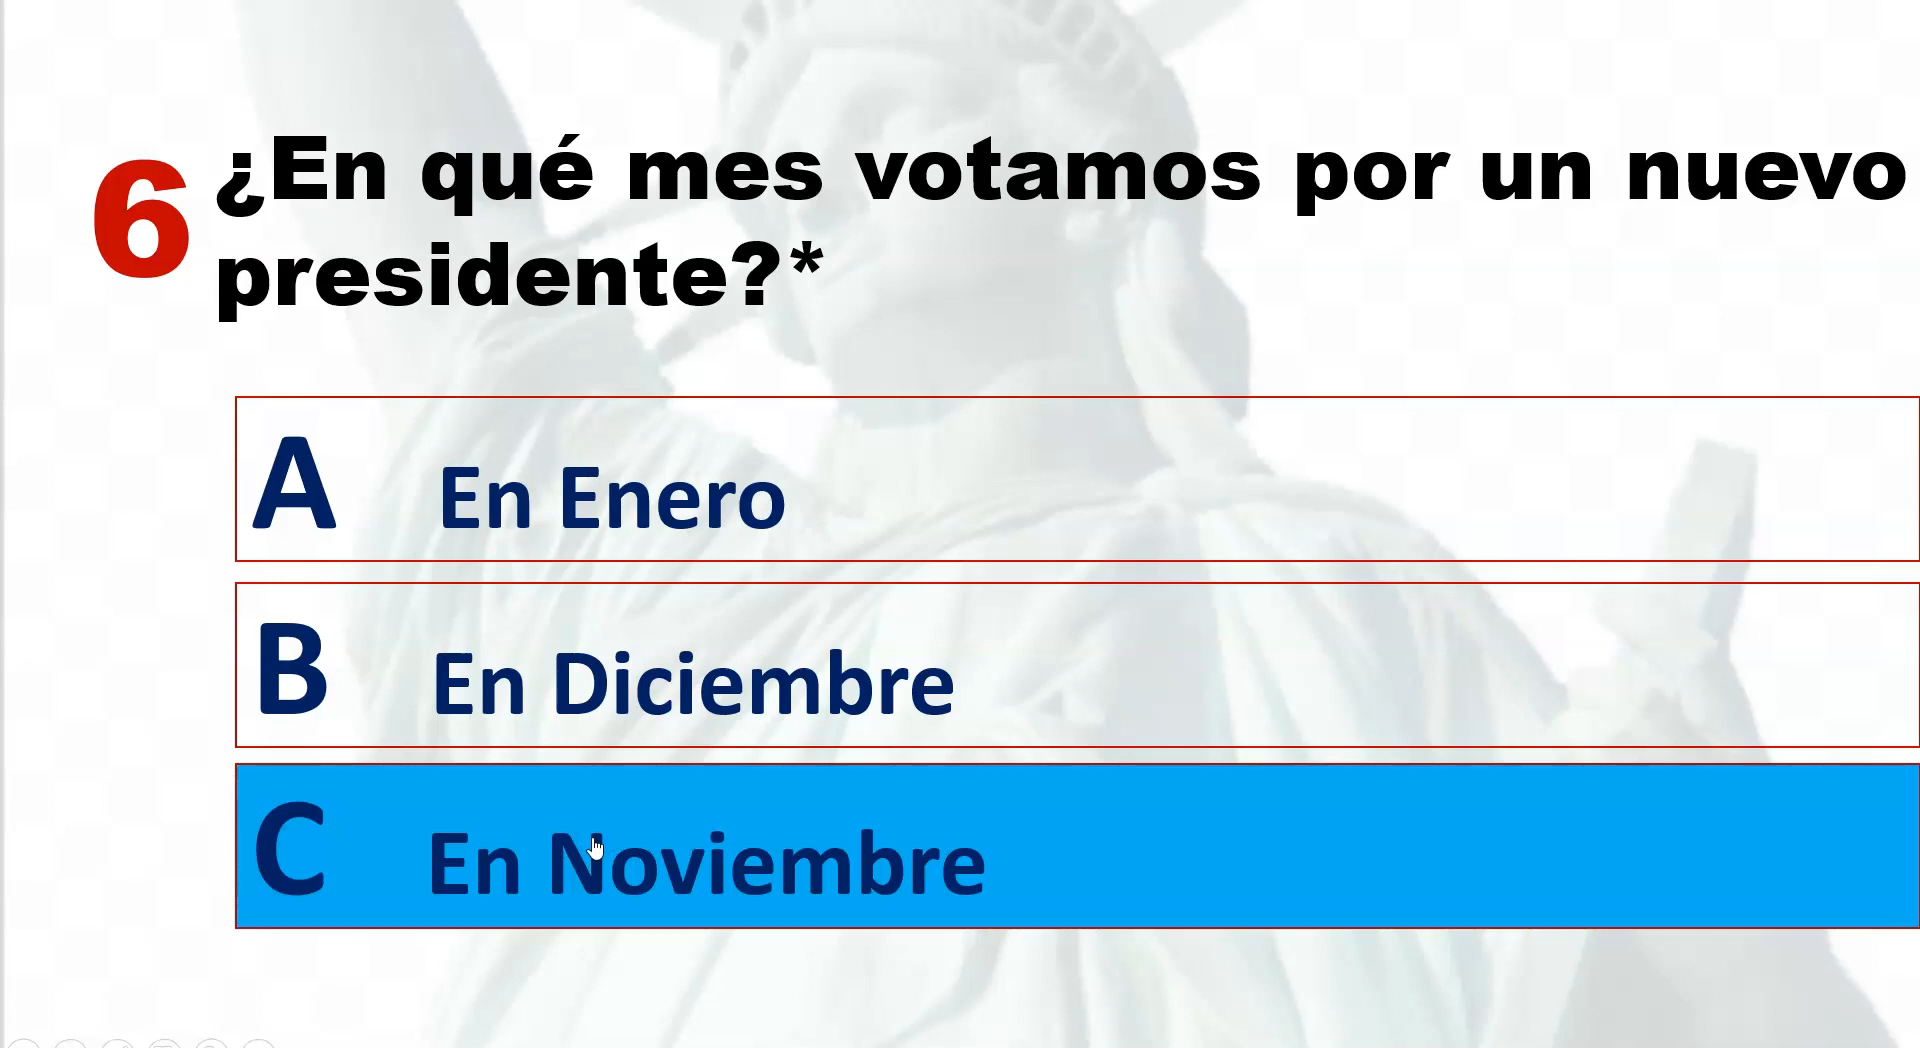 6 ¿En qué mes votamos por un nuevo
presidente?*
A En Enero
B En Diciembre
C En Noviembre